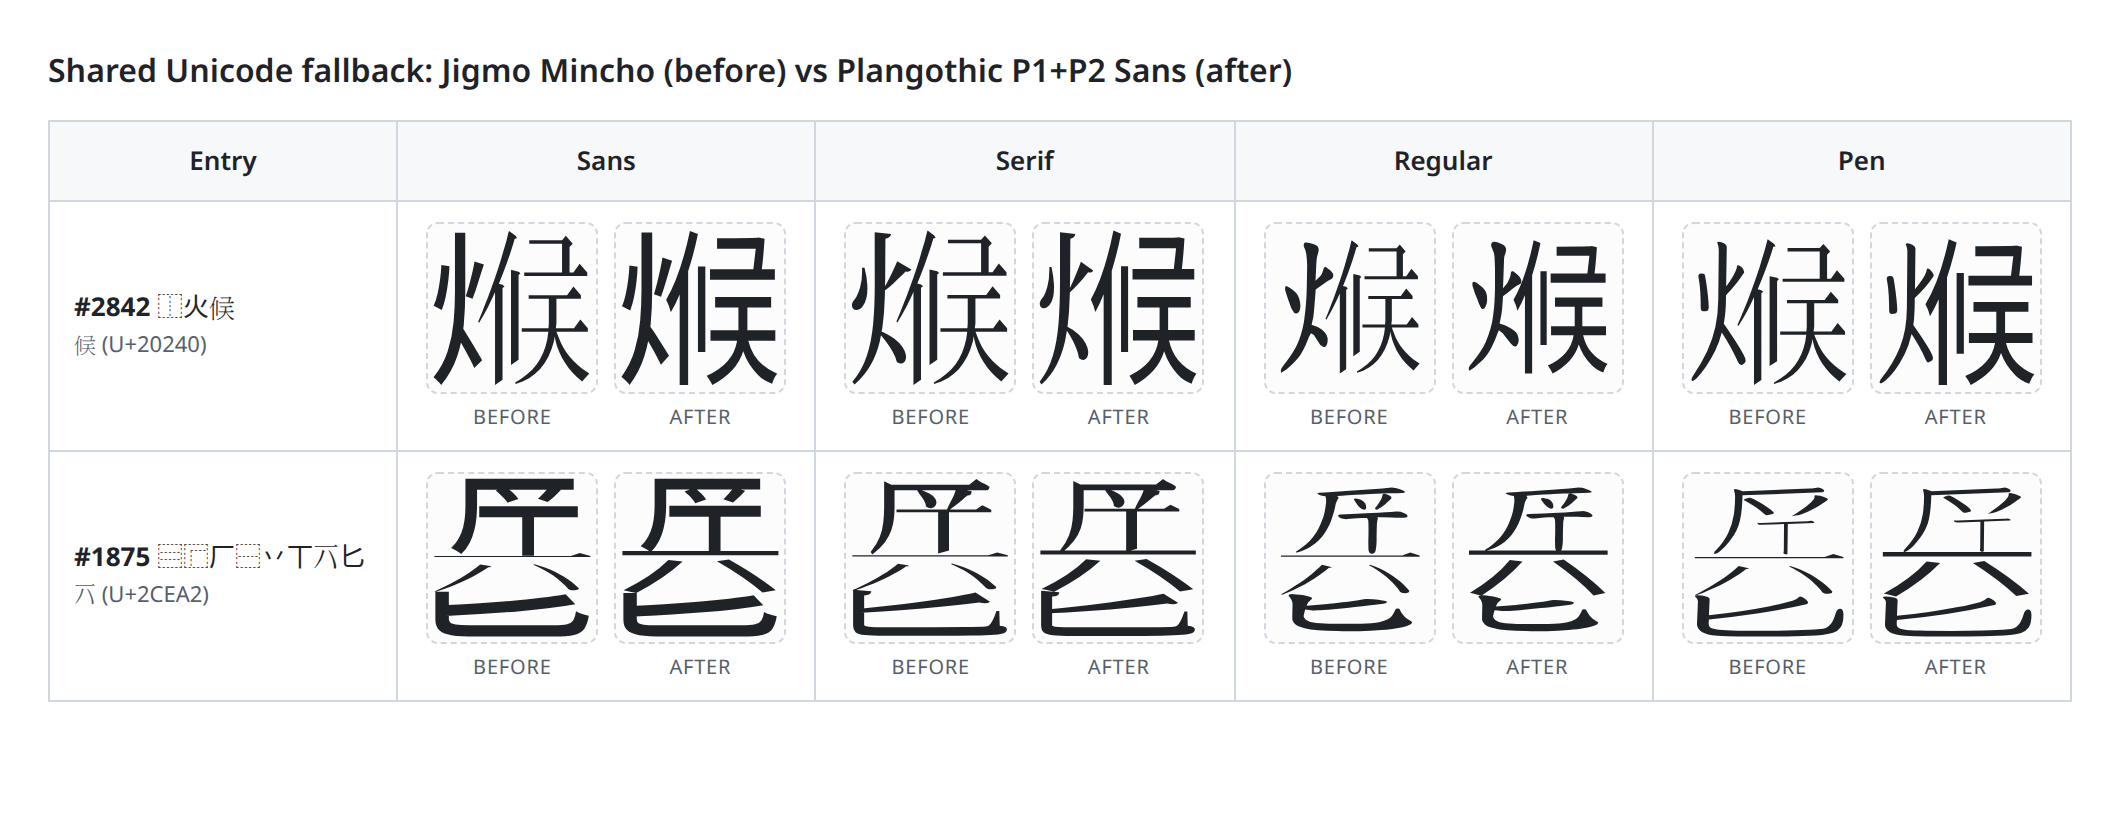 Shared Unicode fallback: Jigmo Mincho (before) vs Plangothic P1+P2 Sans (after)
Entry Sans Serif Regular Pen
#2842 ⿰火𠉀
𠉀 (U+20240)
BEFORE AFTER BEFORE AFTER BEFORE AFTER BEFORE AFTER
#1875 ⿳⿸厂⿱丷丅𬺢匕
𬺢 (U+2CEA2)
BEFORE AFTER BEFORE AFTER BEFORE AFTER BEFORE AFTER